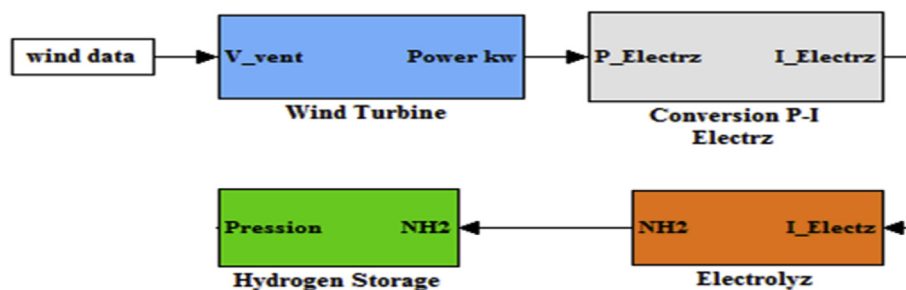 wind data
V_vent
Power kw
P_Electrz
I_Electrz
Wind Turbine
Conversion P-I
Electrz
Pression
NH2
NH2
I_Electz
Hydrogen Storage
Electrolyz